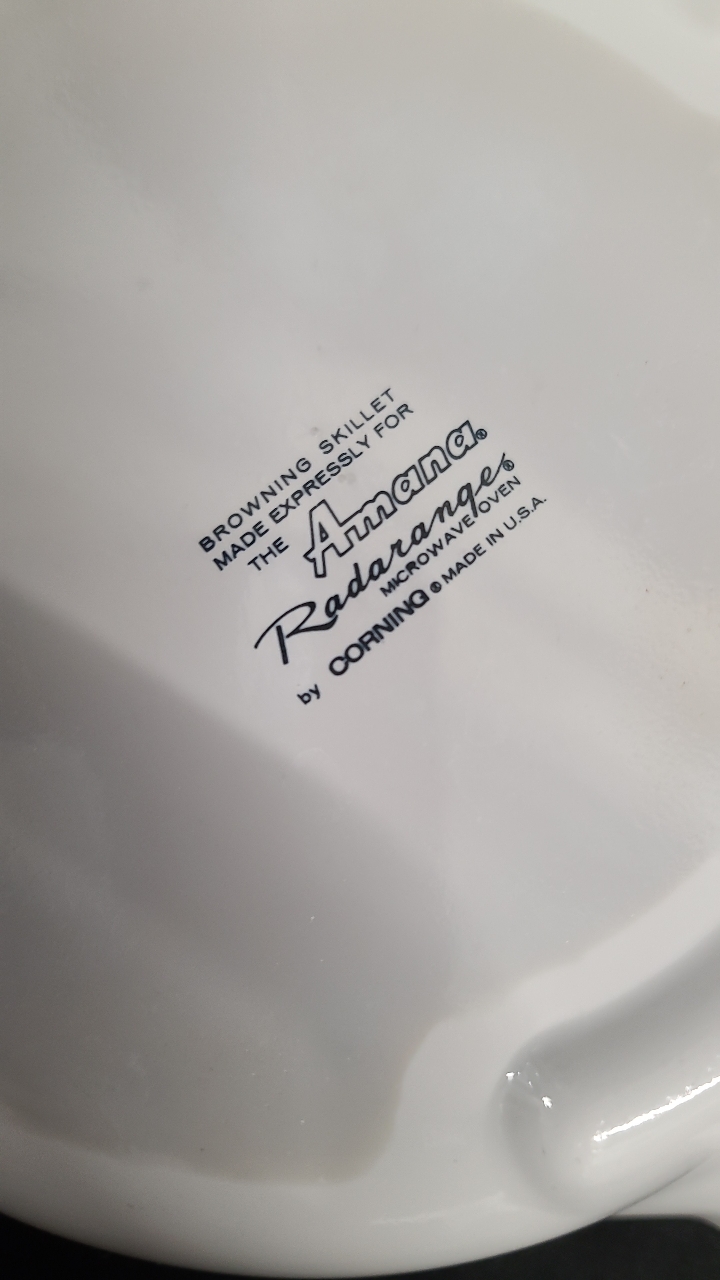 BROWNING SKILLET
MADE EXPRESSLY FOR
THE Amana®
Radarange®
MICROWAVE OVEN
by CORNING® MADE IN U.S.A.